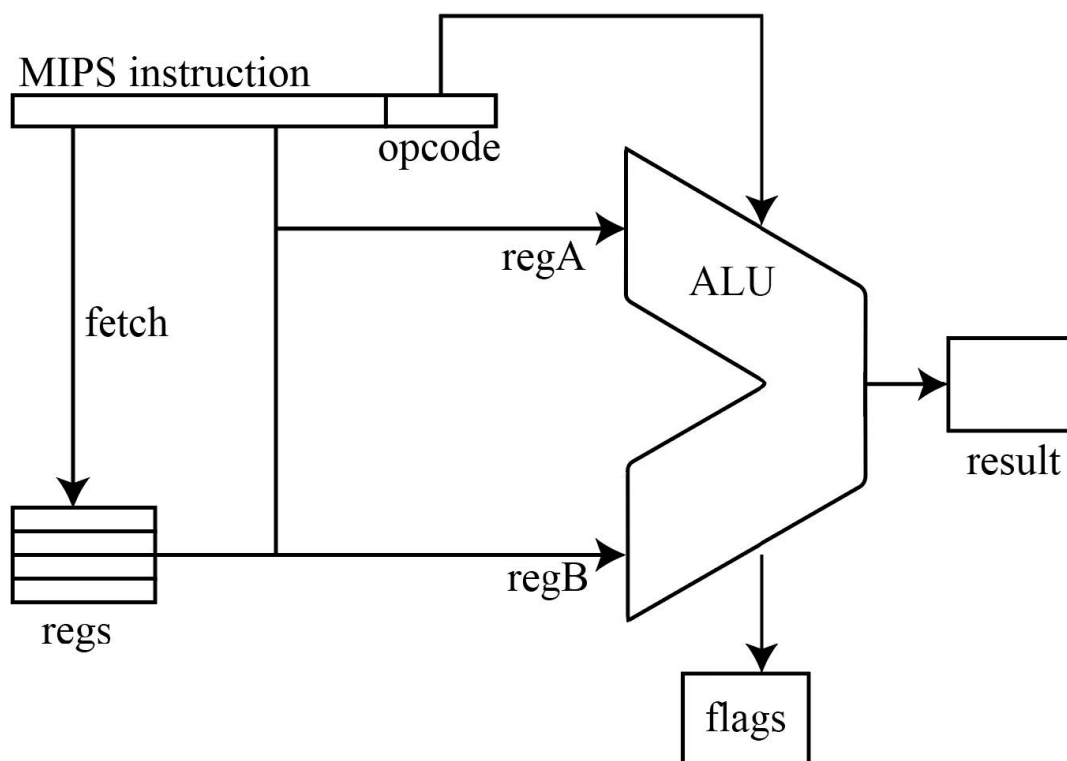 MIPS instruction
opcode
regA
ALU
fetch
result
regB
regs
flags